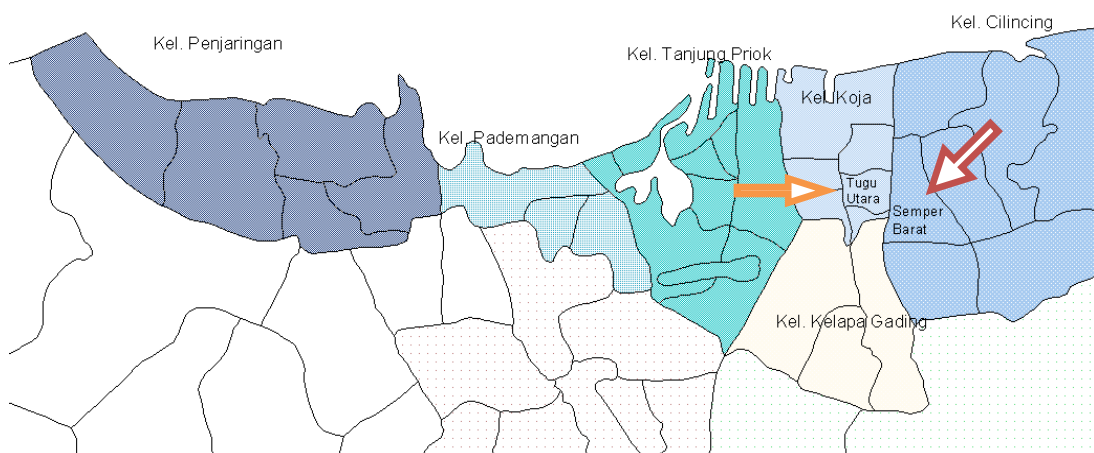 Kel. Penjaringan
Kel. Cilincing
Kel. Tanjung Priok
Kel. Koja
Kel. Pademangan
Tugu
Utara
Semper
Barat
Kel. Kelapa Gading